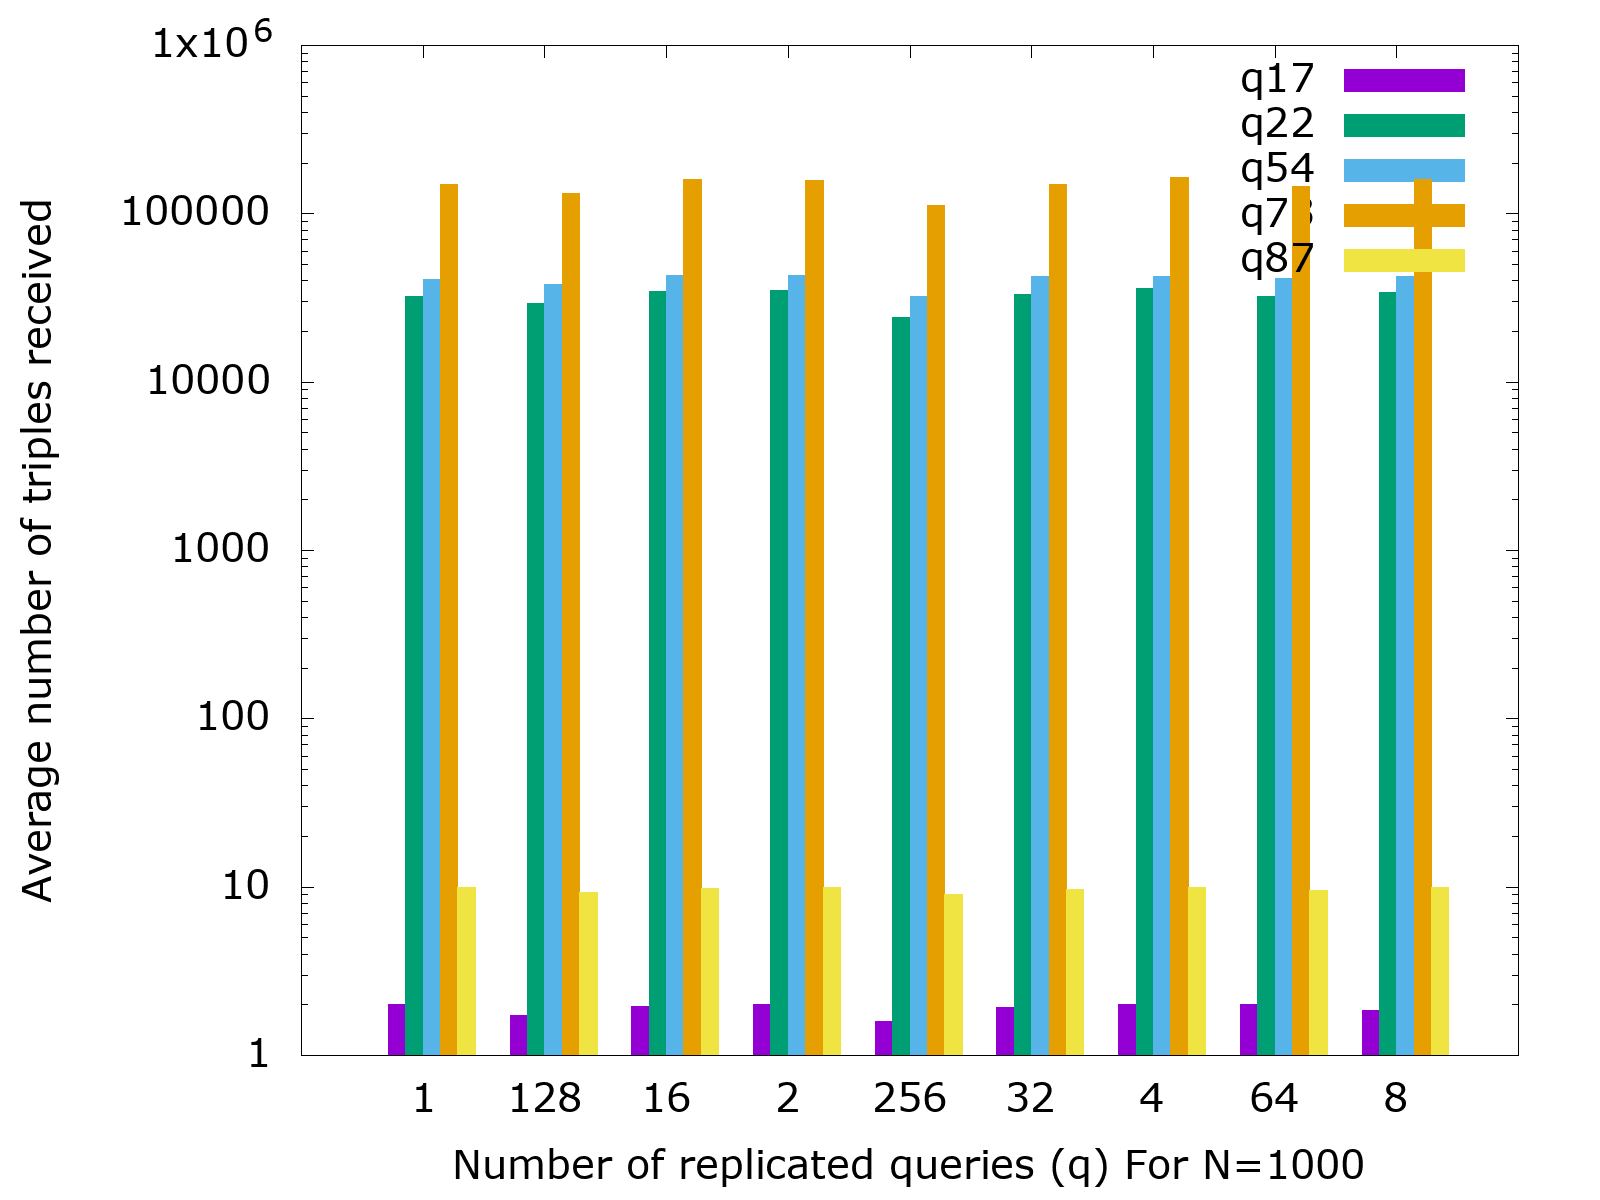 1x10^6
100000
10000
1000
100
10
1
Average number of triples received
q17
q22
q54
q87
1 128 16 2 256 32 4 64 8
Number of replicated queries (q) For N=1000